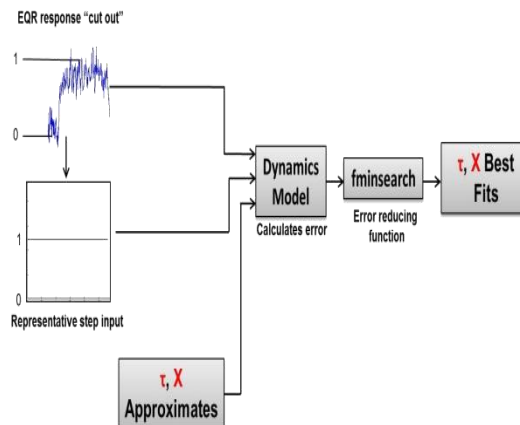 EQR response “cut out”
1
0
1
0
Representative step input
τ, X
Approximates
Dynamics
Model
Calculates error
fminsearch
Error reducing
function
τ, X Best
Fits